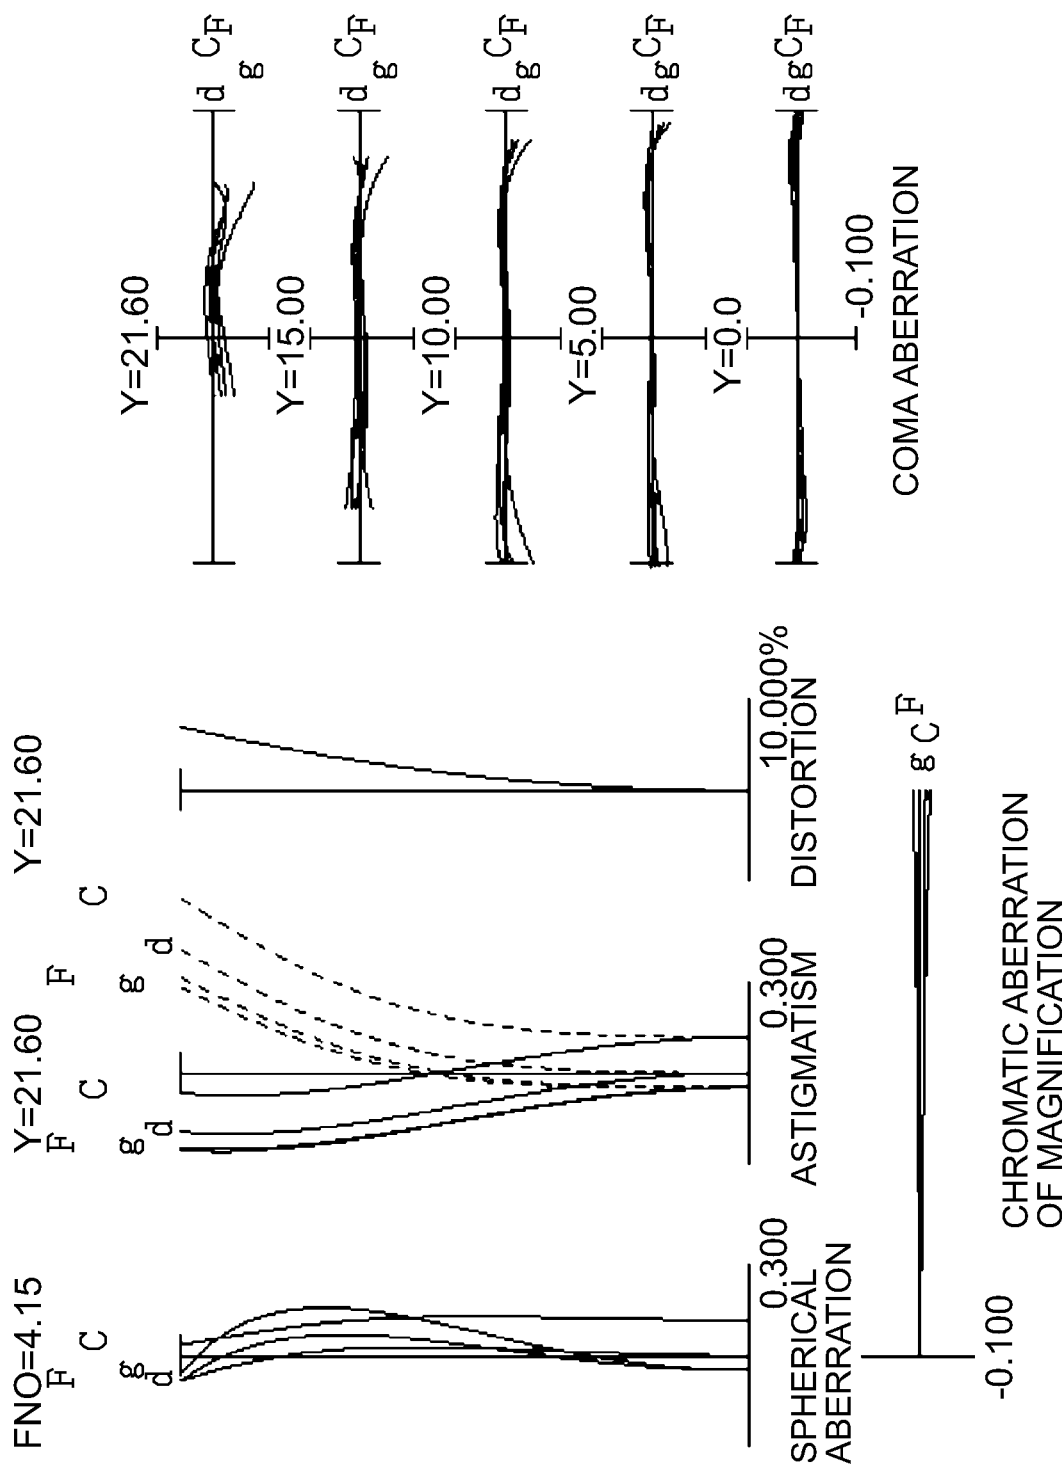 FNO=4.15
F
C
g
d
0.300
SPHERICAL
ABERRATION
Y=21.60
F
C
g
d
F
C
g
d
0.300
ASTIGMATISM
Y=21.60
10.000%
DISTORTION
-0.100
g
C
F
CHROMATIC ABERRATION
OF MAGNIFICATION
Y=21.60
d
g
C
F
Y=15.00
d
g
C
F
Y=10.00
d
g
C
F
Y=5.00
d
g
C
F
Y=0.0
d
g
C
F
-0.100
COMA ABERRATION